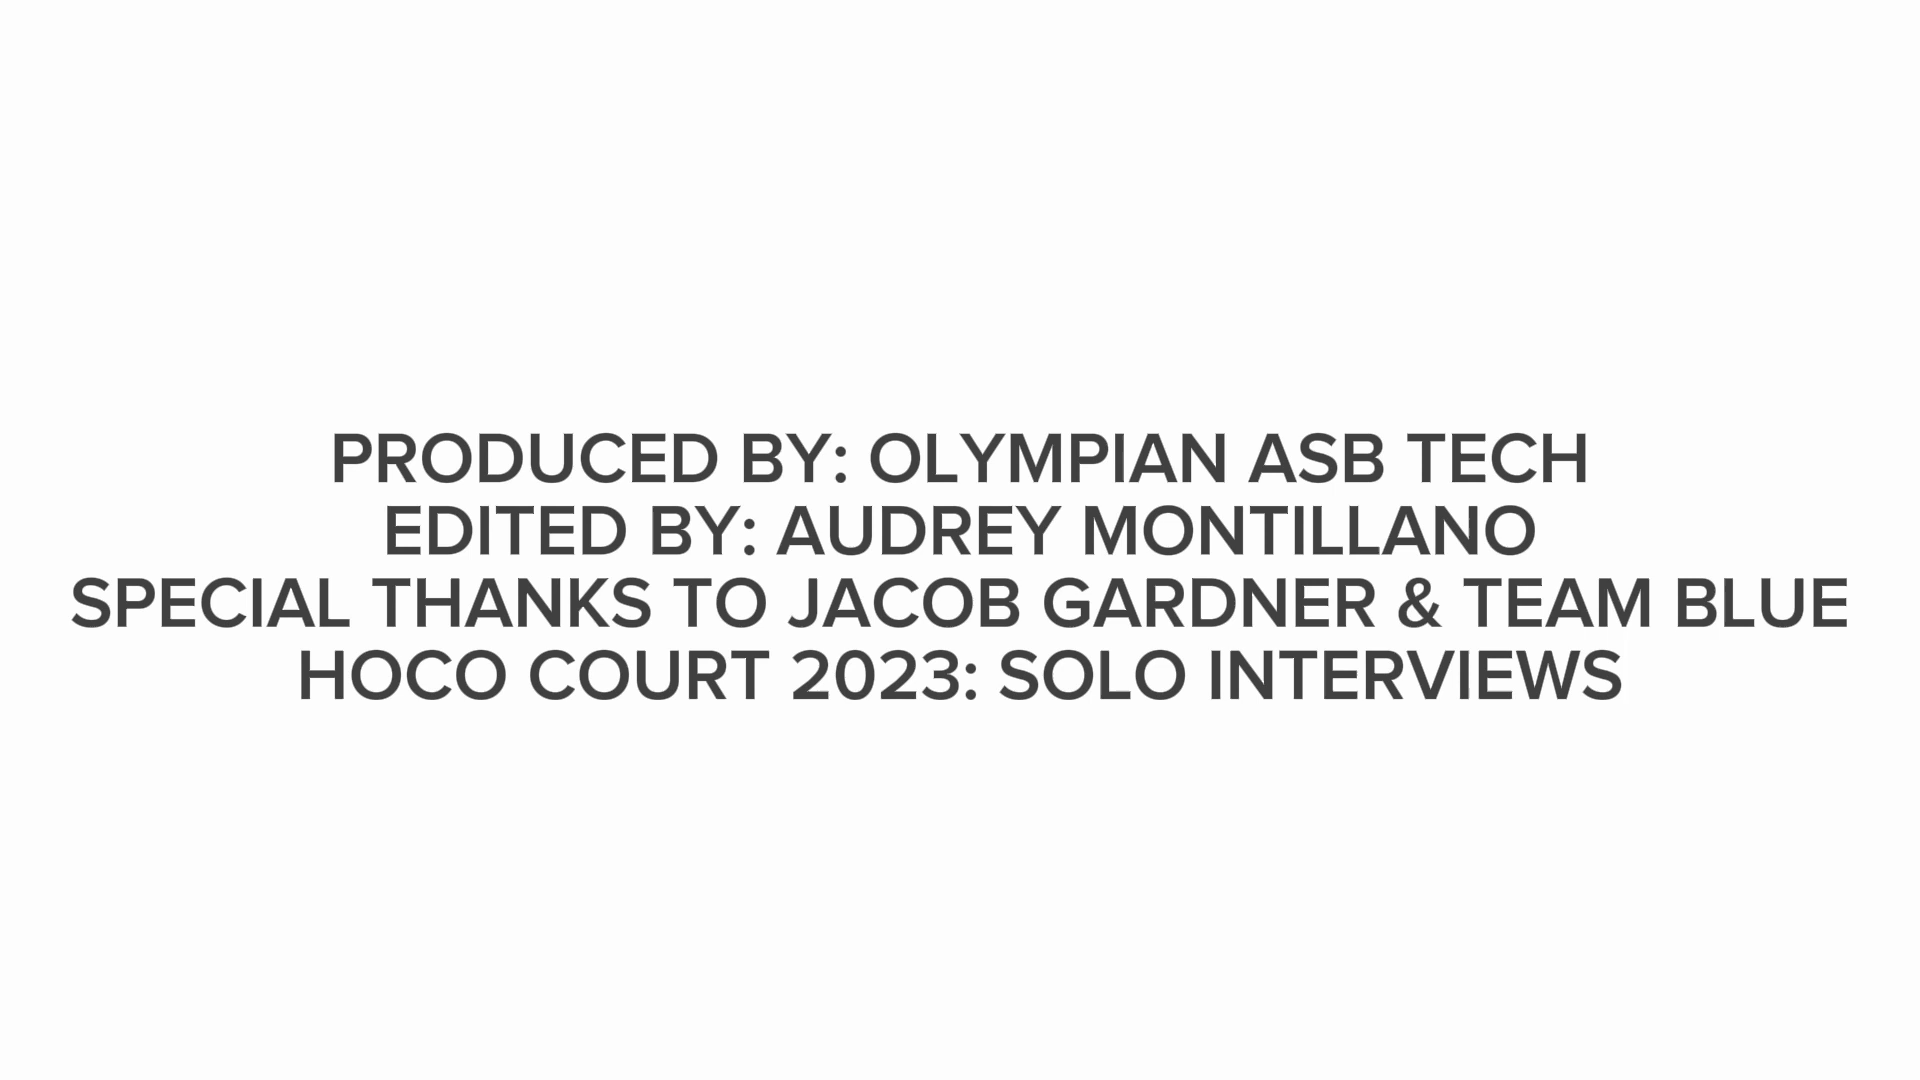 PRODUCED BY: OLYMPIAN ASB TECH
EDITED BY: AUDREY MONTILLANO
SPECIAL THANKS TO JACOB GARDNER & TEAM BLUE
HOCO COURT 2023: SOLO INTERVIEWS